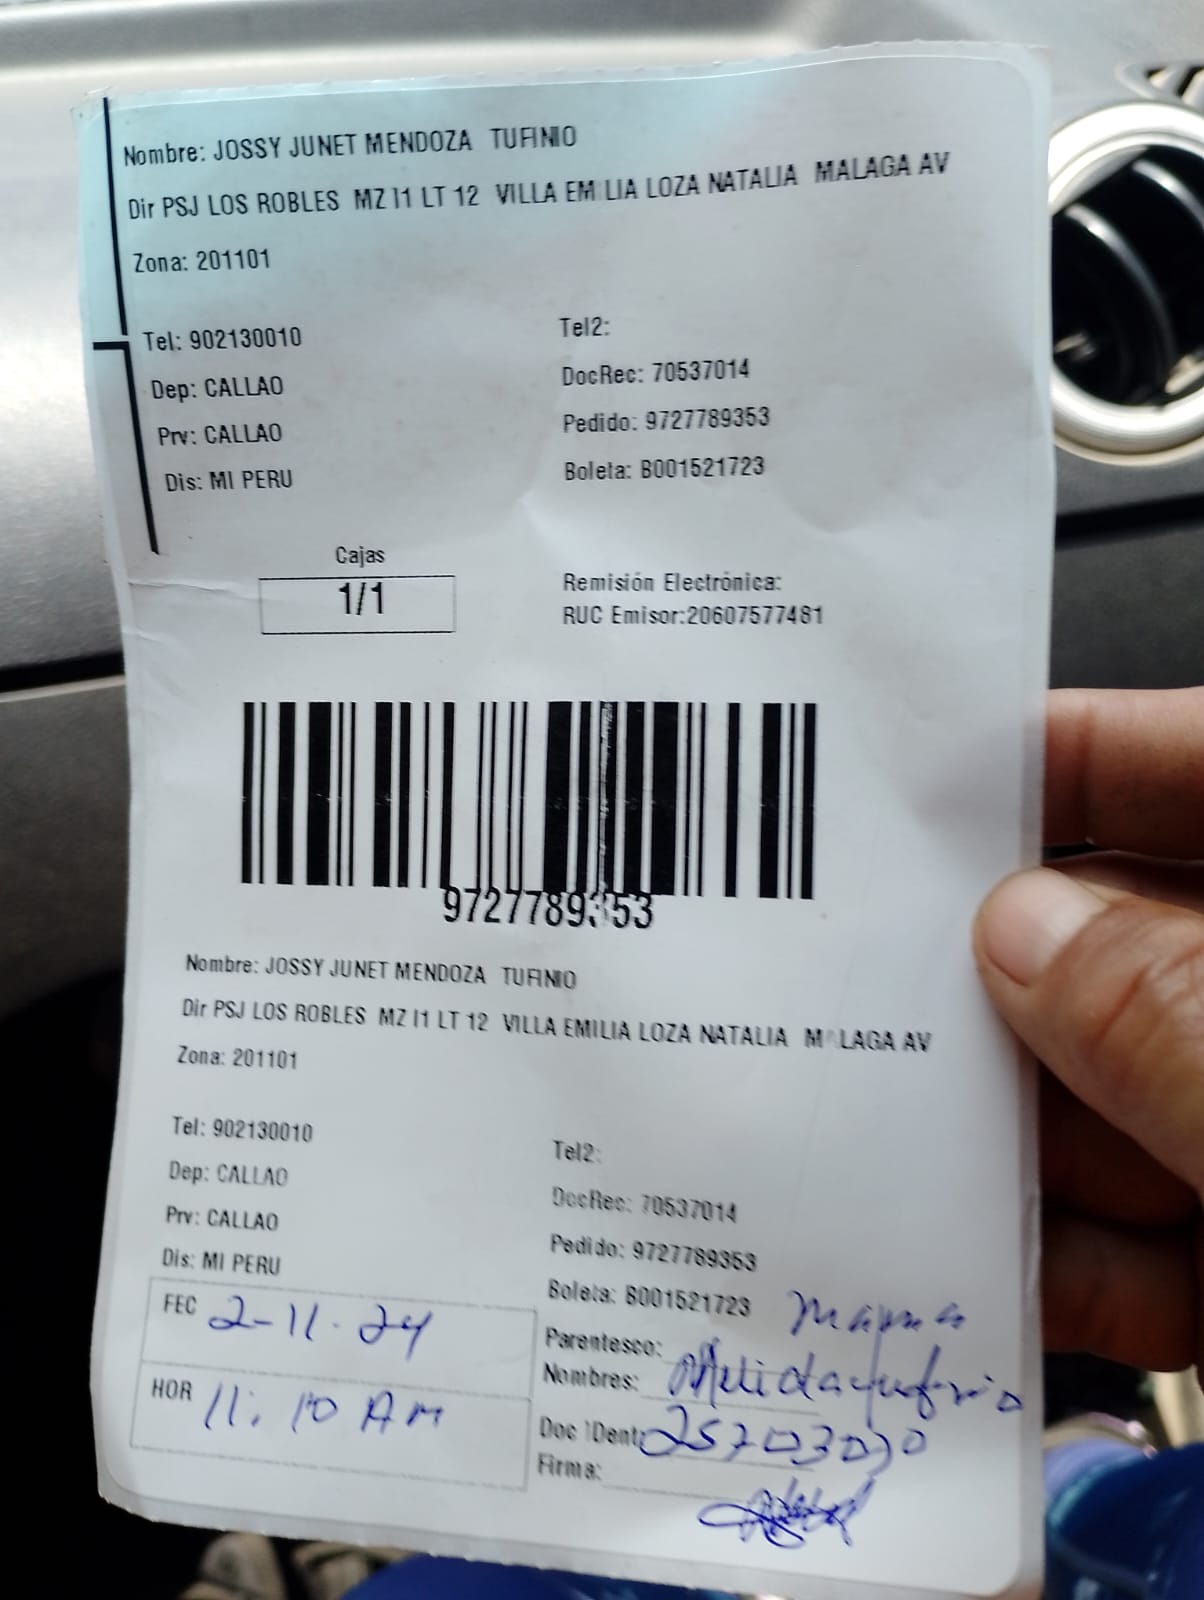 Nombre: JOSSY JUNET MENDOZA TUFINIO
Dir PSJ LOS ROBLES MZ I1 LT 12 VILLA EMILIA LOZA NATALIA MALAGA AV
Zona: 201101
Tel: 902130010
Tel2:
Dep: CALLAO
DocRec: 70537014
Prv: CALLAO
Pedido: 9727789353
Dis: MI PERU
Boleta: B001521723
Cajas
1/1
Remisión Electrónica:
RUC Emisor:20607577481
9727789353
Nombre: JOSSY JUNET MENDOZA TUFINIO
Dir PSJ LOS ROBLES MZ I1 LT 12 VILLA EMILIA LOZA NATALIA MALAGA AV
Zona: 201101
Tel: 902130010
Tel2:
Dep: CALLAO
DocRec: 70537014
Prv: CALLAO
Pedido: 9727789353
Dis: MI PERU
Boleta: B001521723
FEC 2-11-24
Parentesco: mama
Nombres:
HOR 11:10 AM
Doc IDent:
Firma: